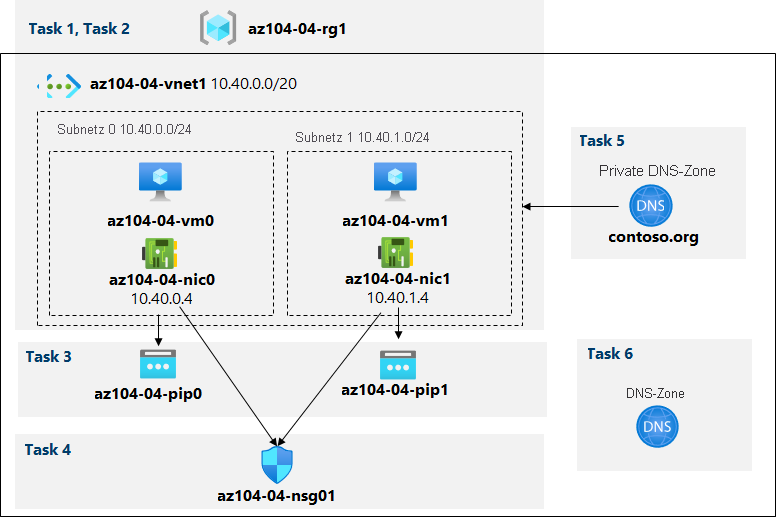 Task 1, Task 2
az104-04-rg1
az104-04-vnet1 10.40.0.0/20
Subnetz 0 10.40.0.0/24
az104-04-vm0
az104-04-nic0
10.40.0.4
Subnetz 1 10.40.1.0/24
az104-04-vm1
az104-04-nic1
10.40.1.4
Task 5
Private DNS-Zone
DNS
contoso.org
Task 3
az104-04-pip0
az104-04-pip1
Task 6
DNS-Zone
DNS
Task 4
az104-04-nsg01